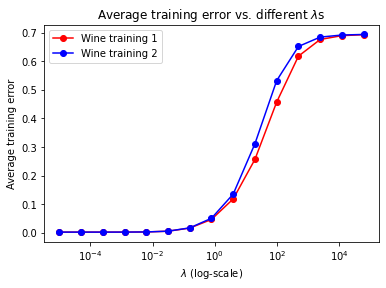 Average training error vs. different λs
Wine training 1
Wine training 2
Average training error
0.7
0.6
0.5
0.4
0.3
0.2
0.1
0.0
10⁻⁴
10⁻²
10⁰
10²
10⁴
λ (log-scale)